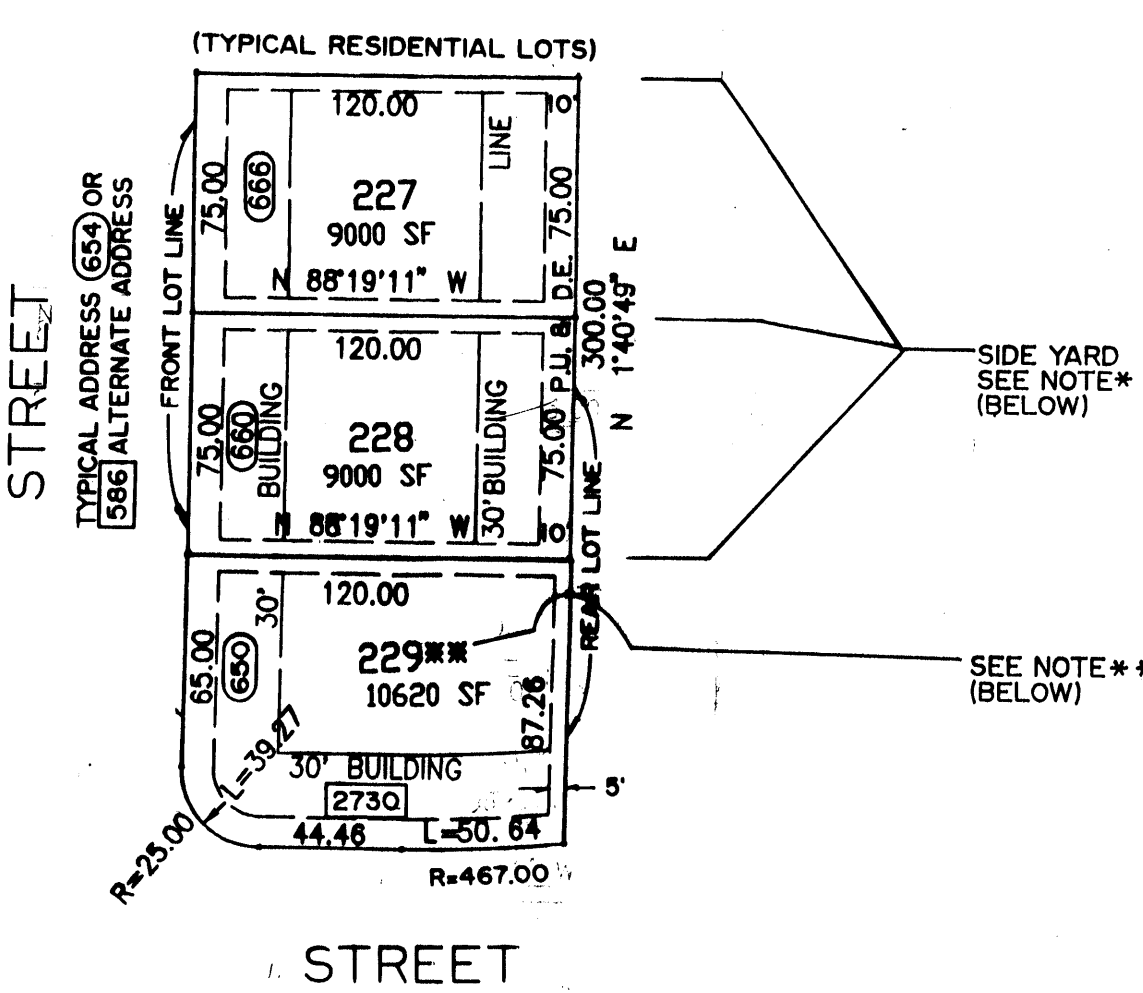 (TYPICAL RESIDENTIAL LOTS)
120.00
10'
LINE
75.00
666
227
9000 SF
75.00
N 88°19'11" W
D.E.
P.U. &
300.00
N 1°40'49" E
STREET
TYPICAL ADDRESS 654 OR
586 ALTERNATE ADDRESS
FRONT LOT LINE
120.00
75.00
660
BUILDING
228
9000 SF
30' BUILDING
75.00
N 88°19'11" W
10'
REAR LOT LINE
SIDE YARD
SEE NOTE*
(BELOW)
120.00
30'
65.00
650
229**
10620 SF
87.26
SEE NOTE**
(BELOW)
L=39.27
30' BUILDING
2730
5'
44.46
L=50.64
R=25.00
R=467.00
STREET